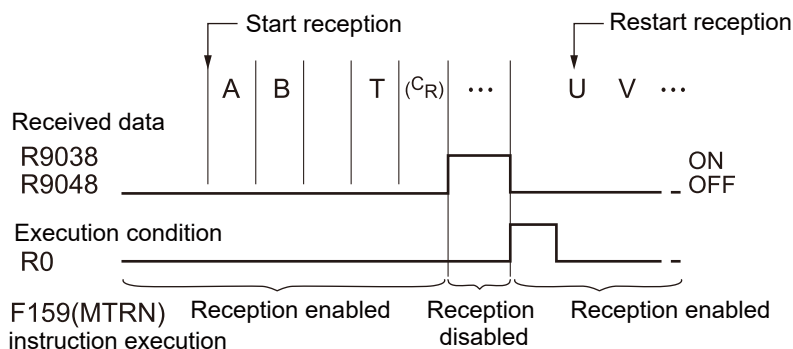 Start reception
Restart reception
A B T (CR) ... U V ...
Received data
R9038
R9048
ON
OFF
Execution condition
R0
F159(MTRN)
instruction execution
Reception enabled
Reception
disabled
Reception enabled